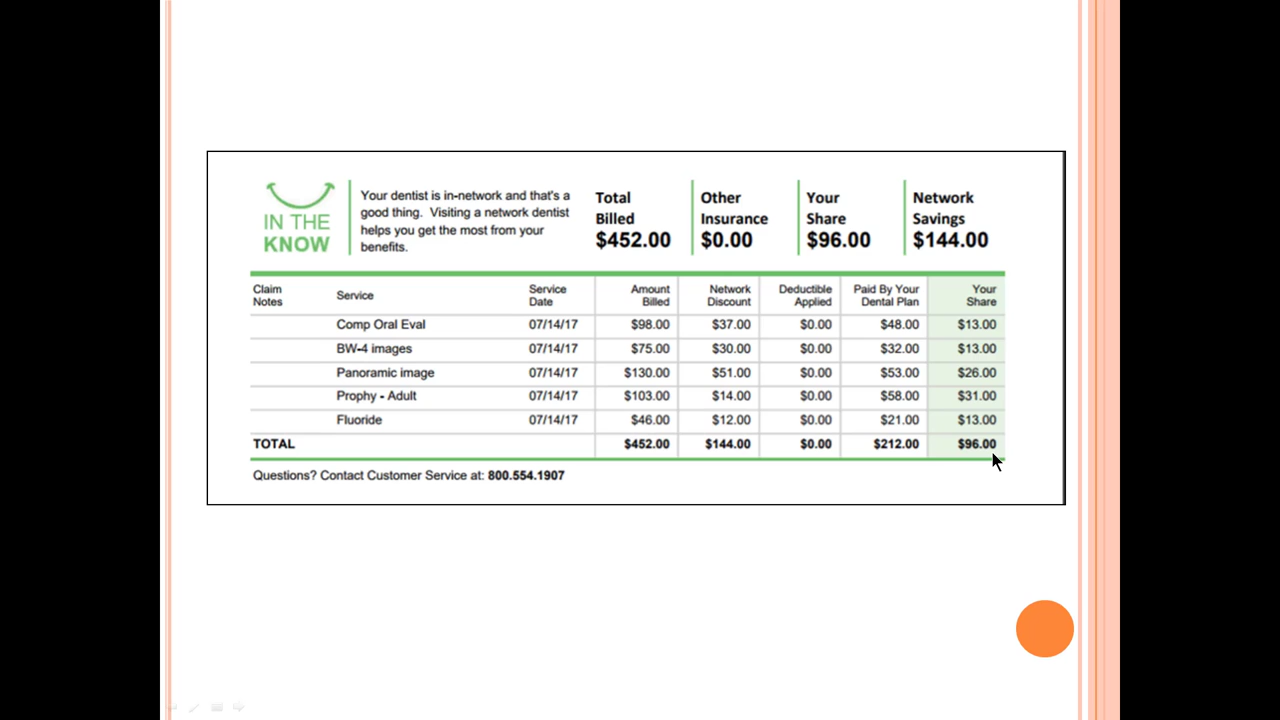 IN THE
KNOW
Your dentist is in-network and that's a
good thing. Visiting a network dentist
helps you get the most from your
benefits.
Total
Billed
$452.00
Other
Insurance
$0.00
Your
Share
$96.00
Network
Savings
$144.00
Claim
Notes
Service
Service
Date
Amount
Billed
Network
Discount
Deductible
Applied
Paid By Your
Dental Plan
Your
Share
Comp Oral Eval 07/14/17 $98.00 $37.00 $0.00 $48.00 $13.00
BW-4 images 07/14/17 $75.00 $30.00 $0.00 $32.00 $13.00
Panoramic image 07/14/17 $130.00 $51.00 $0.00 $53.00 $26.00
Prophy - Adult 07/14/17 $103.00 $14.00 $0.00 $58.00 $31.00
Fluoride 07/14/17 $46.00 $12.00 $0.00 $21.00 $13.00
TOTAL $452.00 $144.00 $0.00 $212.00 $96.00
Questions? Contact Customer Service at: 800.554.1907